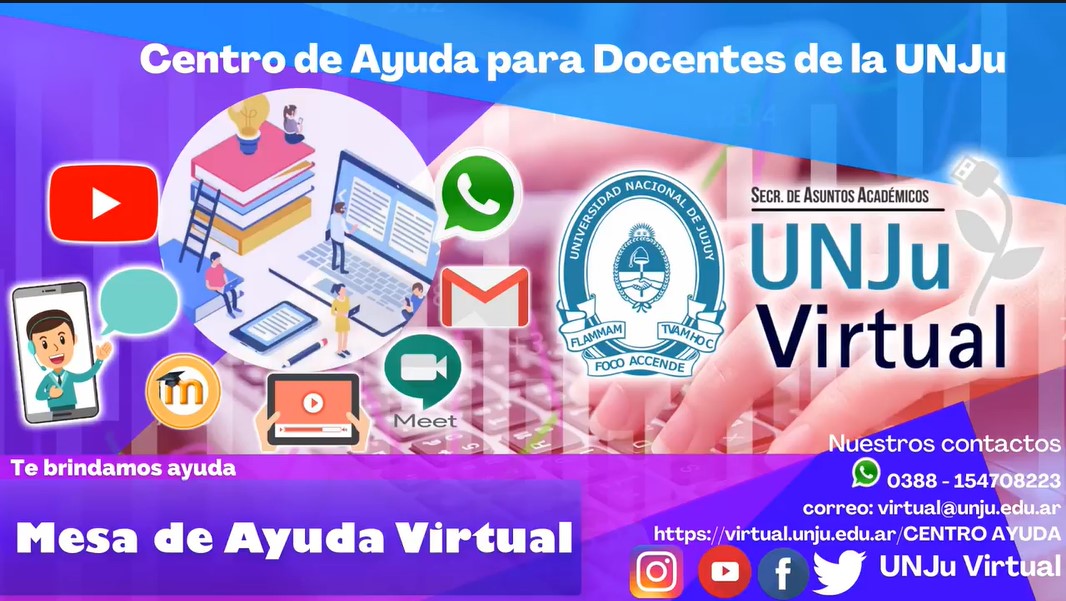 Centro de Ayuda para Docentes de la UNJu
UNIVERSIDAD NACIONAL DE JUJUY
FLAMMAM
TVAM HOC
FOCO ACCENDE
SECR. DE ASUNTOS ACADÉMICOS
UNJu
Virtual
m
Meet
Te brindamos ayuda
Mesa de Ayuda Virtual
Nuestros contactos
0388 - 154708223
correo: virtual@unju.edu.ar
https://virtual.unju.edu.ar/CENTRO AYUDA
UNJu Virtual